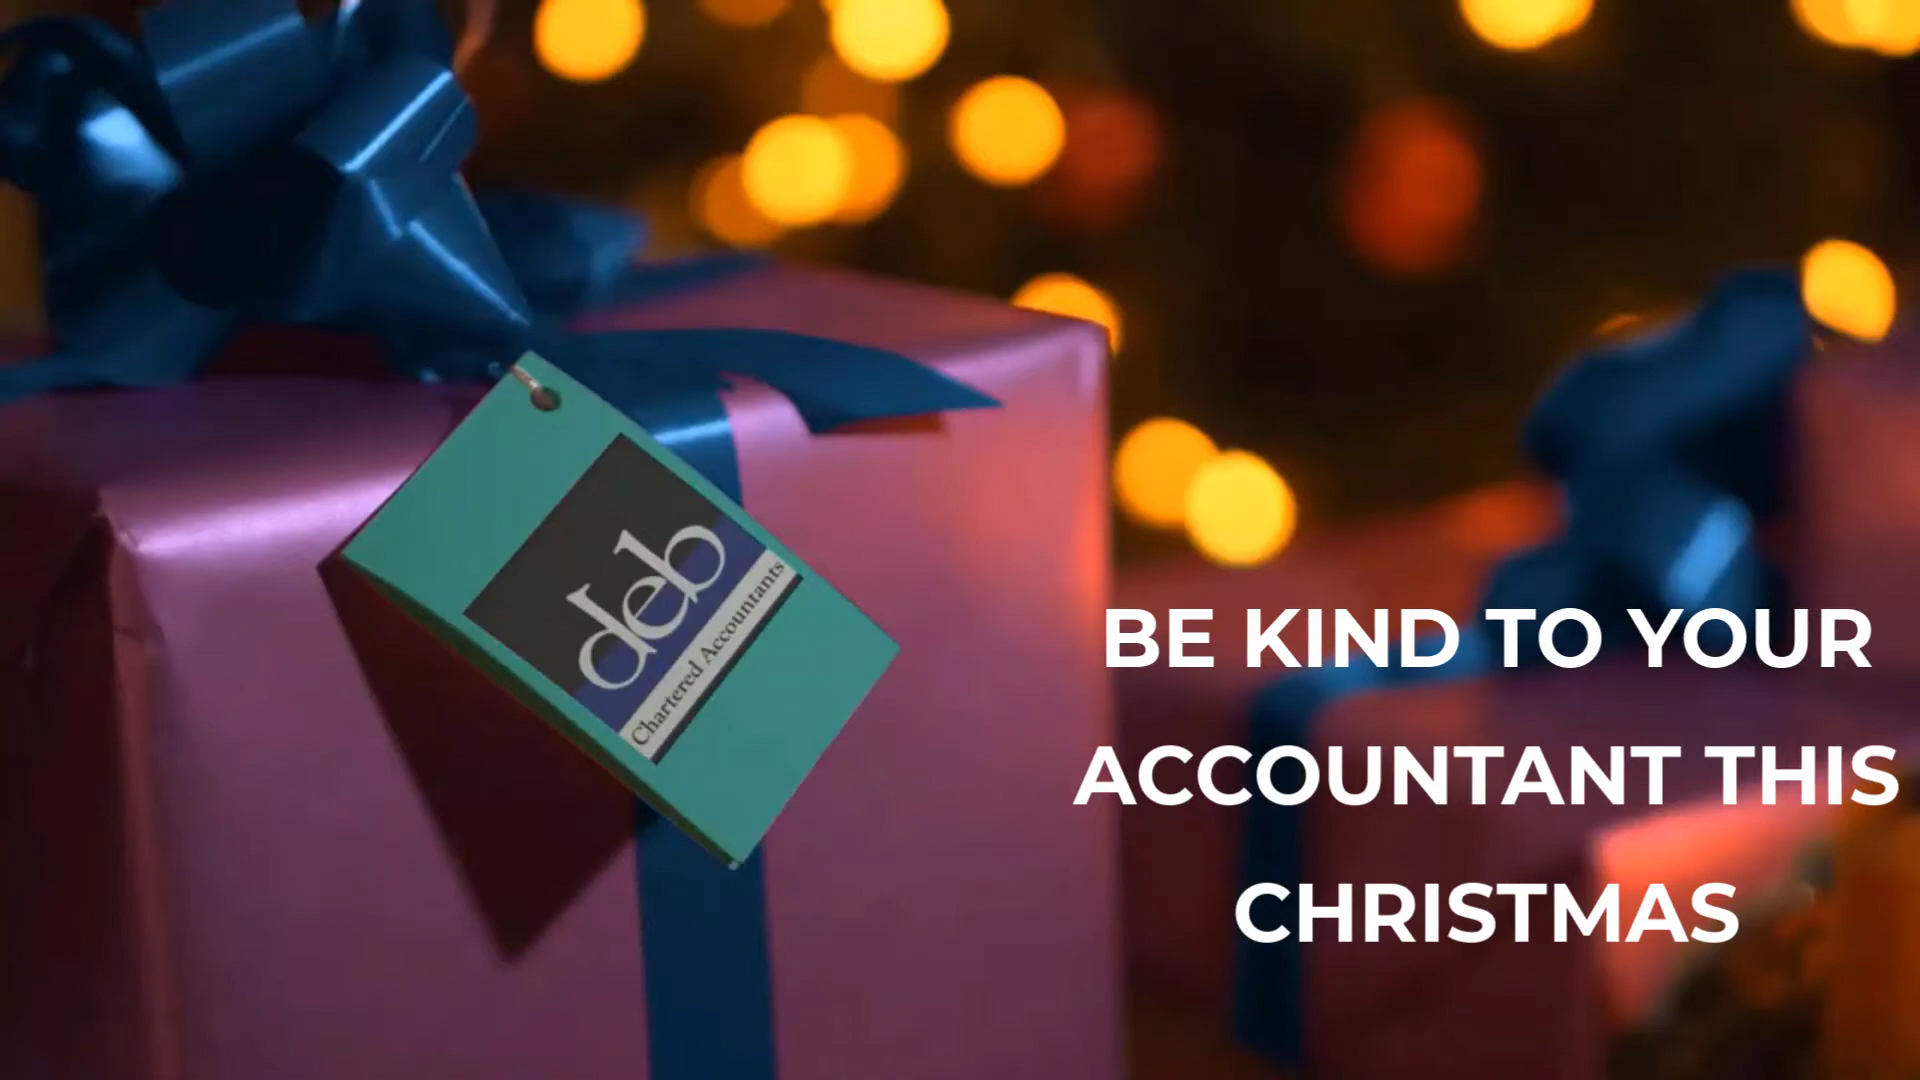 deb
Chartered Accountants
BE KIND TO YOUR
ACCOUNTANT THIS
CHRISTMAS